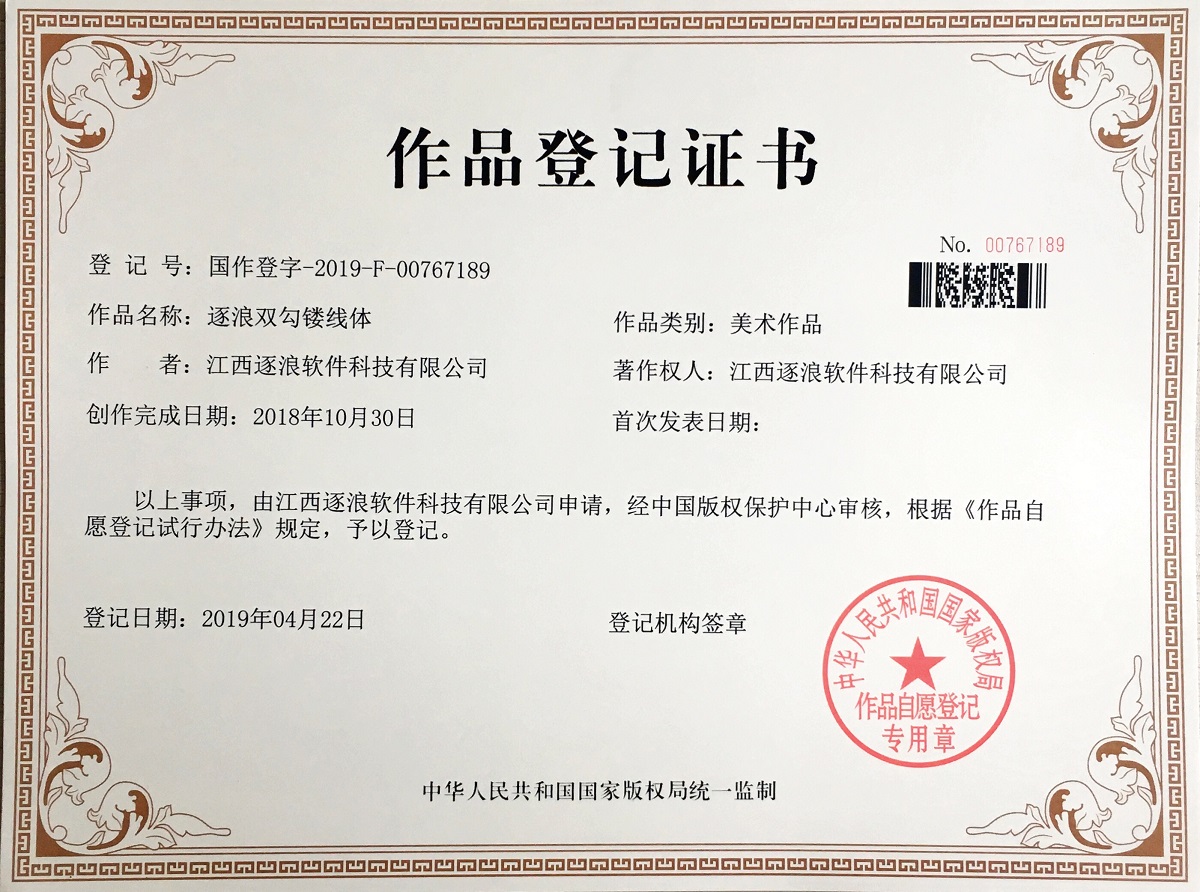 作品登记证书
No. 00767189
登 记 号：国作登字-2019-F-00767189
作品名称：逐浪双勾镂线体
作品类别：美术作品
作 者：江西逐浪软件科技有限公司
著作权人：江西逐浪软件科技有限公司
创作完成日期：2018年10月30日
首次发表日期：
以上事项，由江西逐浪软件科技有限公司申请，经中国版权保护中心审核，根据《作品自
愿登记试行办法》规定，予以登记。
登记日期：2019年04月22日
登记机构签章
中华人民共和国国家版权局
作品自愿登记
专用章
中华人民共和国国家版权局统一监制